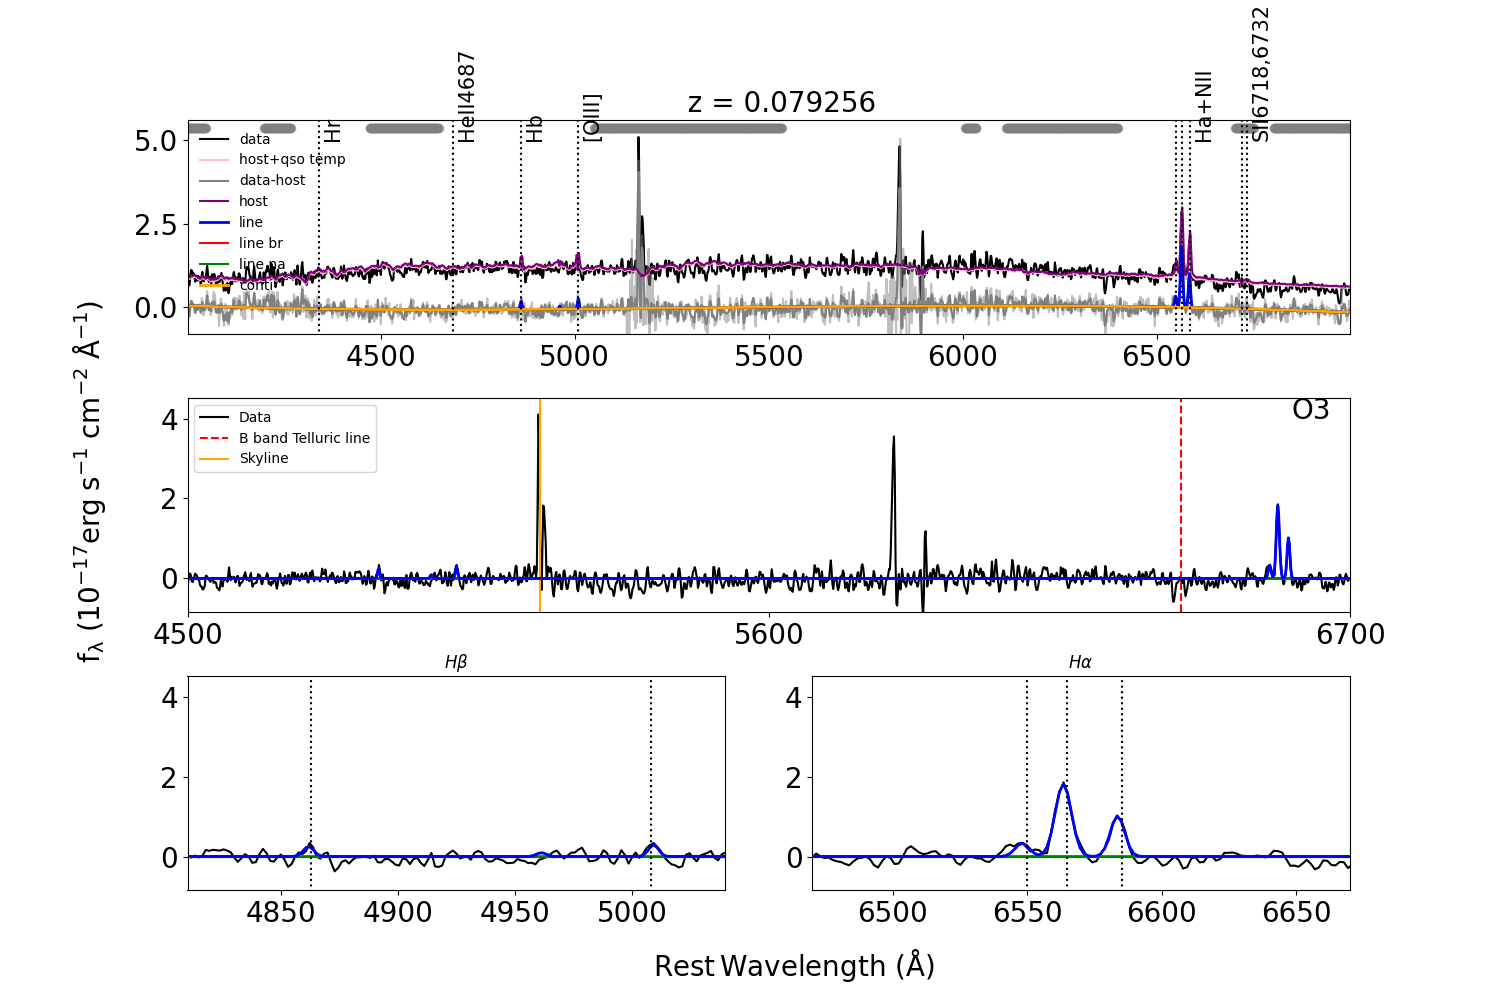 z = 0.079256
Hr
HeII4687
Hb
[OIII]
Ha+NII
SII6718,6732
data
host+qso temp
data-host
host
line
line br
line na
conti
5.0
2.5
0.0
4500
5000
5500
6000
6500
fλ (10−17erg s−1 cm−2 Å−1)
O3
Data
B band Telluric line
Skyline
4
2
0
4500
5600
6700
Hβ
4
2
0
4850
4900
4950
5000
Hα
4
2
0
6500
6550
6600
6650
Rest Wavelength (Å)